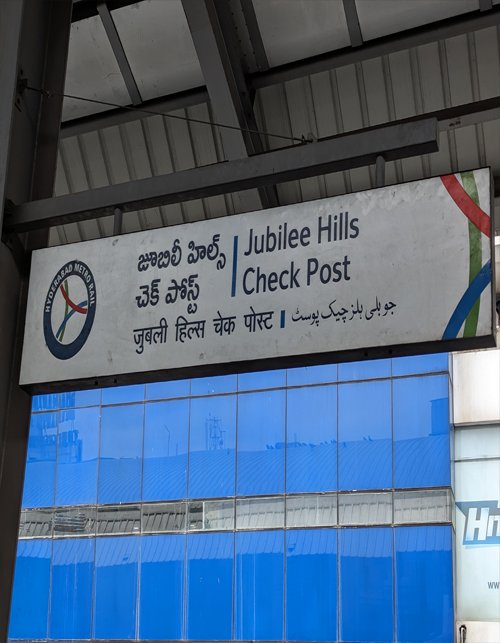 HYDERABAD METRO RAIL
జూబిలీ హిల్స్
చెక్ పోస్ట్
Jubilee Hills
Check Post
जुबली हिल्स चेक पोस्ट
جوبلی ہلز چیک پوسٹ